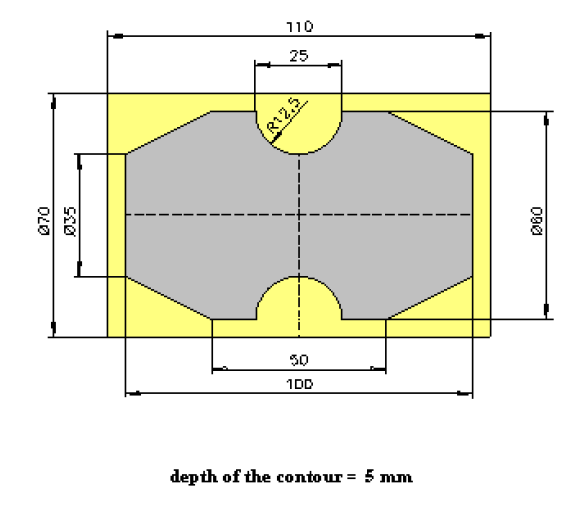 110
25
R12,5
Ø70
Ø35
Ø60
50
100
depth of the contour = 5 mm